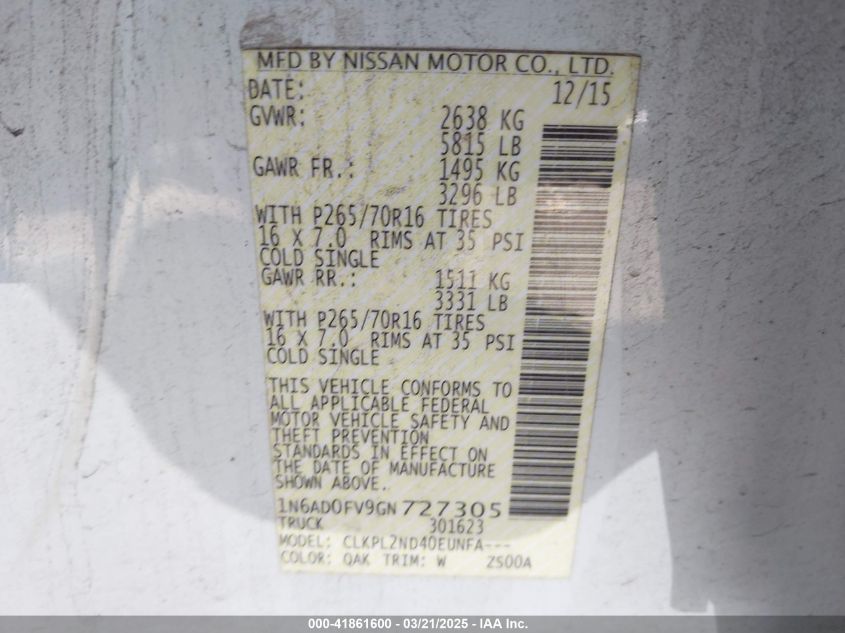 MFD BY NISSAN MOTOR CO., LTD.
DATE: 12/15
GVWR: 2638 KG
5815 LB
GAWR FR.: 1495 KG
3296 LB
WITH P265/70R16 TIRES
16 X 7.0 RIMS AT 35 PSI
COLD SINGLE
GAWR RR.: 1511 KG
3331 LB
WITH P265/70R16 TIRES
16 X 7.0 RIMS AT 35 PSI
COLD SINGLE
THIS VEHICLE CONFORMS TO
ALL APPLICABLE FEDERAL
MOTOR VEHICLE SAFETY AND
THEFT PREVENTION
STANDARDS IN EFFECT ON
THE DATE OF MANUFACTURE
SHOWN ABOVE.
1N6AD0FV9GN727305
TRUCK 301623
MODEL: CLKPL2ND40EUNFA---
COLOR: QAK TRIM: W ZS00A
000-41861600 — 03/21/2025 — IAA Inc.